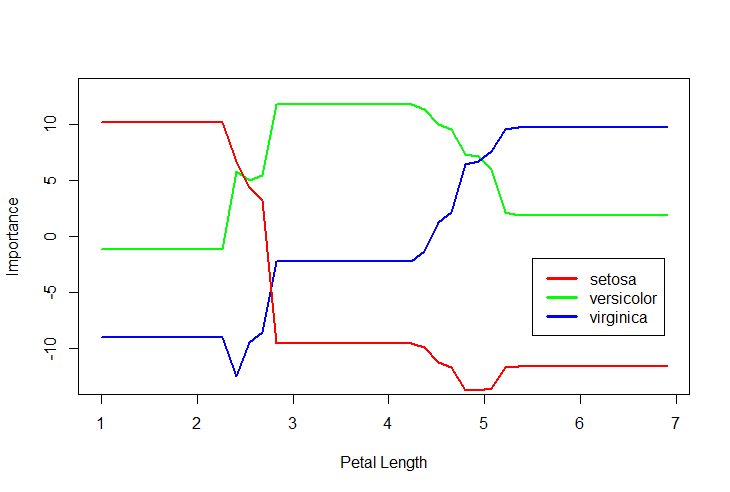 10
5
0
-5
-10
Importance
setosa
versicolor
virginica
1 2 3 4 5 6 7
Petal Length